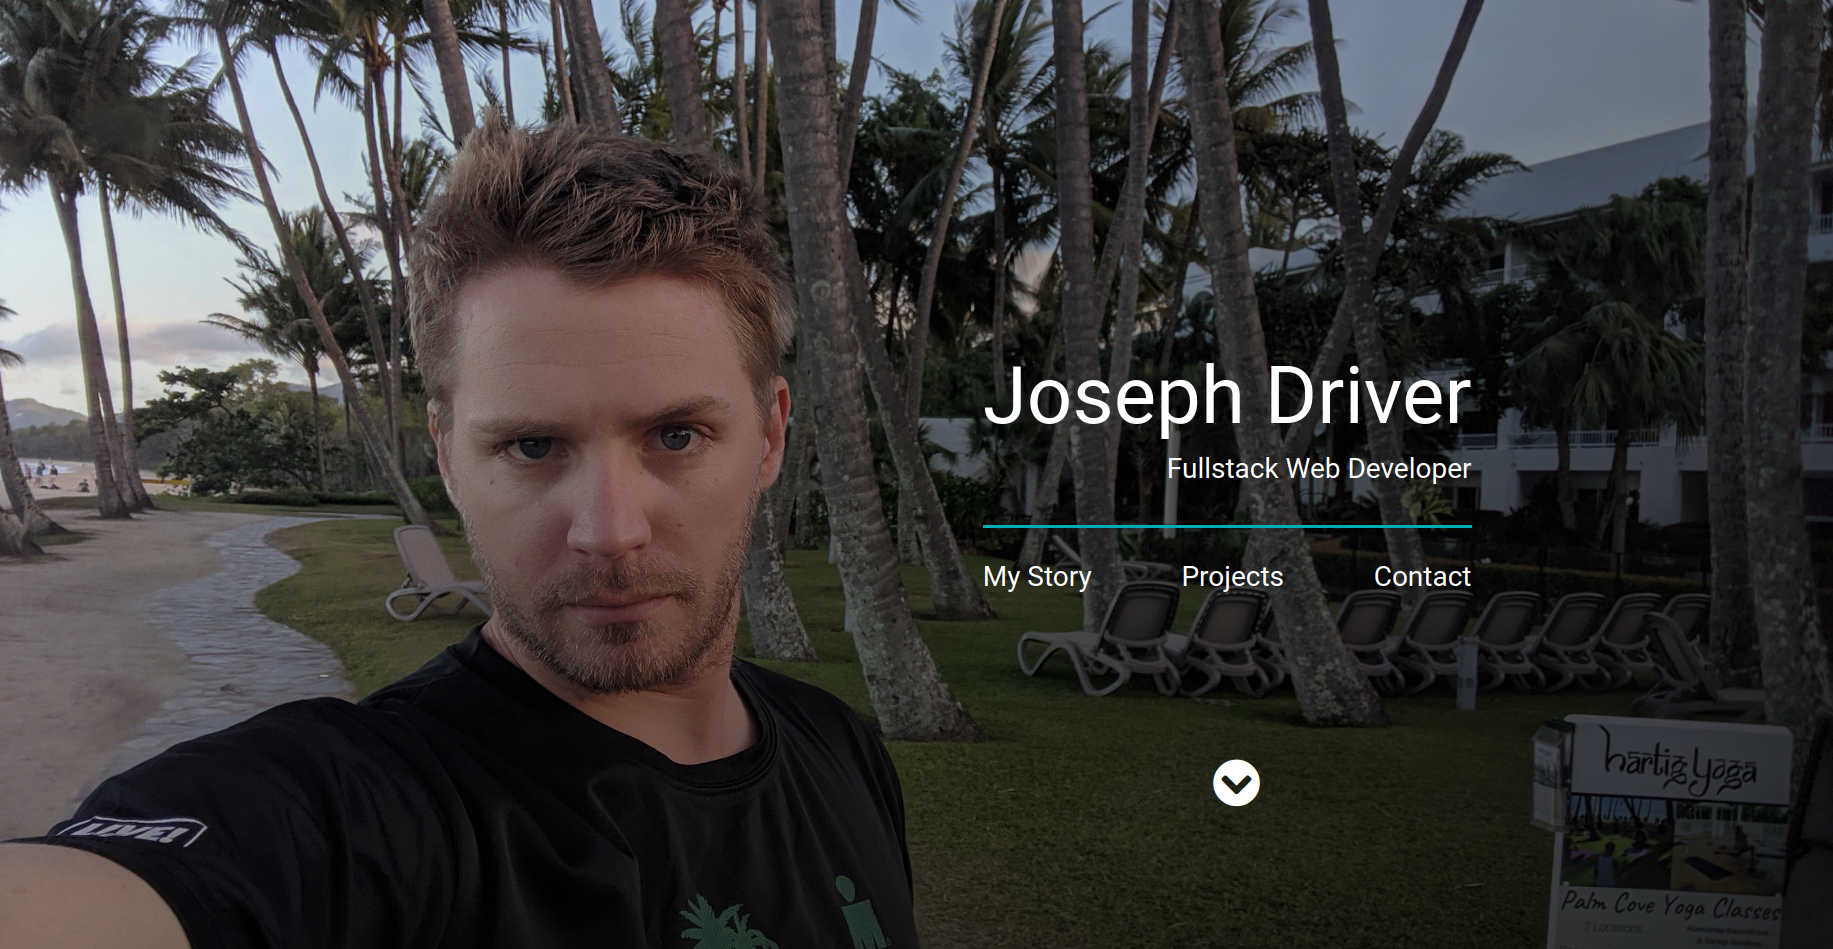 Joseph Driver
Fullstack Web Developer
My Story
Projects
Contact
LIVE!
hartig yoga
Palm Cove Yoga Classes